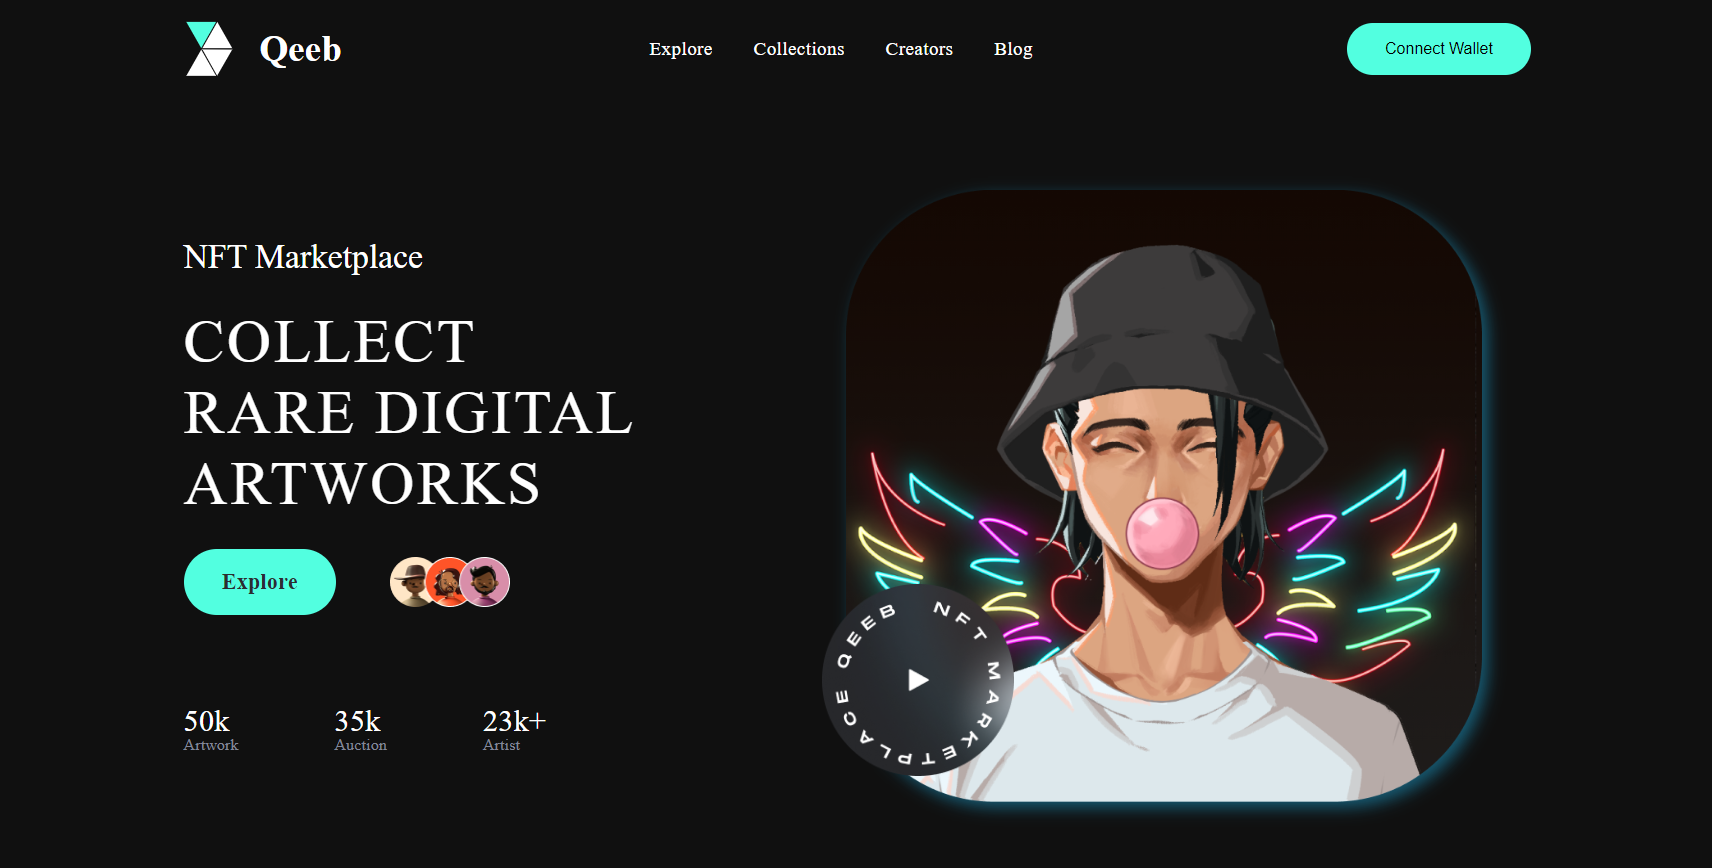 Qeeb
Explore
Collections
Creators
Blog
Connect Wallet
NFT Marketplace
COLLECT
RARE DIGITAL
ARTWORKS
Explore
50k
Artwork
35k
Auction
23k+
Artist
QEEB NFT MARKETPLACE